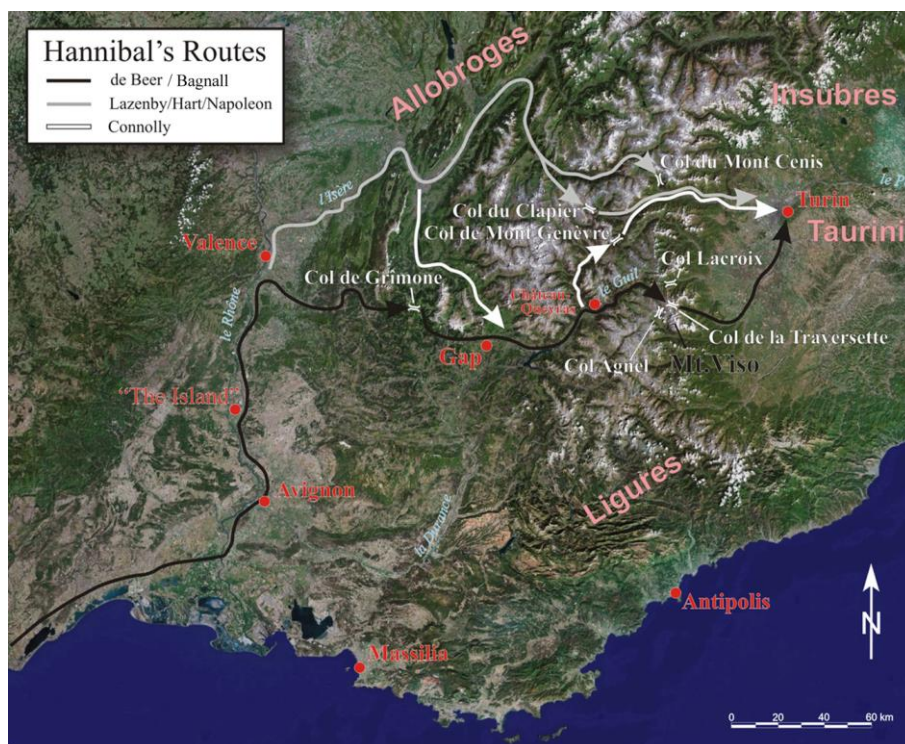 Hannibal's Routes
de Beer / Bagnall
Lazenby/Hart/Napoleon
Connolly
Allobroges
Insubres
Col du Mont Cenis
le P
l'Isère
Col du Clapier
Turin
Col de Mont Genèvre
Taurini
Valence
Col Lacroix
Col de Grimone
le Guil
Château-
Queyras
le Rhône
Col de la Traversette
Gap
Col Agnel
Mt.Viso
"The Island"
Ligures
Avignon
la Durance
Antipolis
N
Massilia
0 20 40 60 km